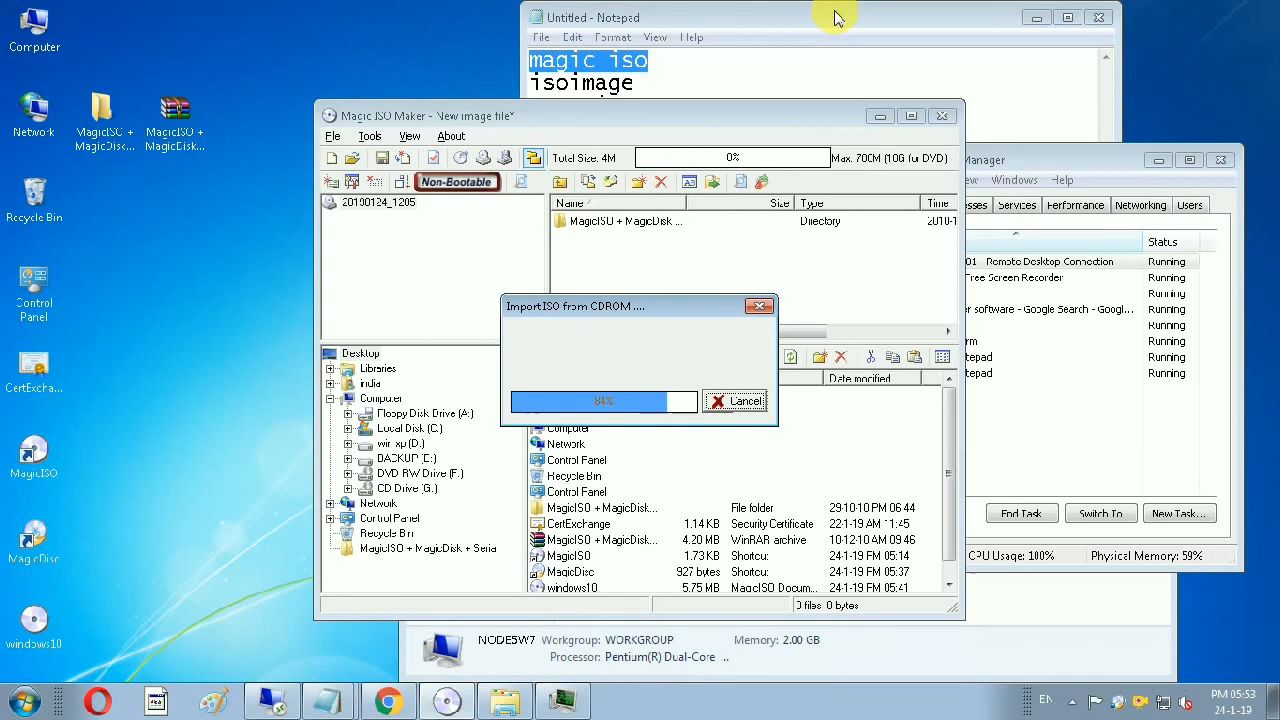 Computer
Network
MagicISO + MagicDisk...
MagicISO + MagicDisk...
Recycle Bin
Control Panel
CertExchan...
MagicISO
MagicDisc
windows10
Untitled - Notepad
File Edit Format View Help
magic iso
isoimage
Magic ISO Maker - New image file*
File Tools View About
Total Size: 4M
0%
Max. 700M (10G for DVD)
Non-Bootable
20190124_1205
Name Size Type Time
MagicISO + MagicDisk ... Directory 2010-1
Import ISO from CDROM ....
84%
Cancel
Desktop
Libraries
india
Computer
Floppy Disk Drive (A:)
Local Disk (C:)
win xp (D:)
BACKUP (E:)
DVD RW Drive (F:)
CD Drive (G:)
Network
Control Panel
Recycle Bin
MagicISO + MagicDisk + Seria
Date modified
Computer
Network
Control Panel
Recycle Bin
Control Panel
MagicISO + MagicDisk... File folder 29-10-10 PM 06:44
CertExchange 1.14 KB Security Certificate 22-1-19 AM 11:45
MagicISO + MagicDisk... 4.20 MB WinRAR archive 10-12-10 AM 09:46
MagicISO 1.73 KB Shortcut 24-1-19 PM 05:14
MagicDisc 927 bytes Shortcut 24-1-19 PM 05:37
windows10 5.75 MB MagicISO Docum... 24-1-19 PM 05:41
0 files 0 bytes
Manager
ew Windows Help
esses Services Performance Networking Users
Status
01 Remote Desktop Connection Running
Free Screen Recorder Running
Running
r software - Google Search - Googl... Running
Running
rm Running
tepad Running
tepad Running
End Task Switch To New Task...
CPU Usage: 100% Physical Memory: 59%
NODE5W7 Workgroup: WORKGROUP Memory: 2.00 GB
Processor: Pentium(R) Dual-Core ...
EN
PM 05:53
24-1-19